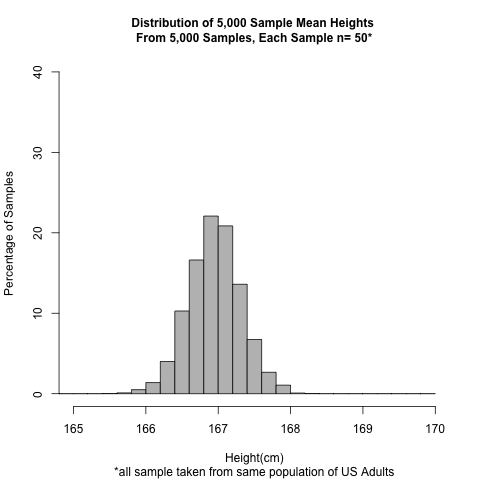 Distribution of 5,000 Sample Mean Heights
From 5,000 Samples, Each Sample n= 50*
40
30
20
10
0
Percentage of Samples
165 166 167 168 169 170
Height(cm)
*all sample taken from same population of US Adults